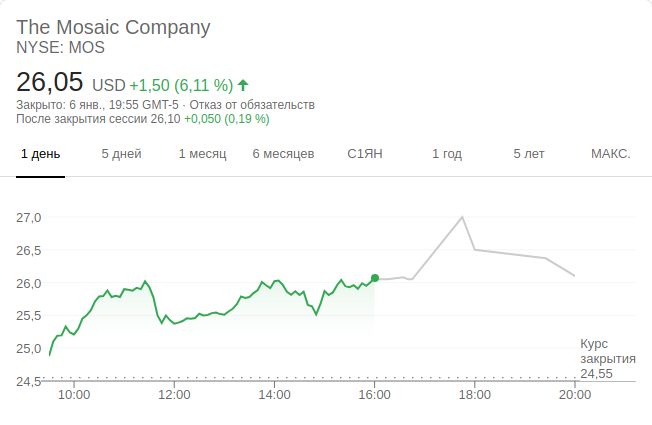 The Mosaic Company
NYSE: MOS
26,05 USD +1,50 (6,11 %)
Закрыто: 6 янв., 19:55 GMT-5 · Отказ от обязательств
После закрытия сессии 26,10 +0,050 (0,19 %)
1 день 5 дней 1 месяц 6 месяцев С1ЯН 1 год 5 лет МАКС.
27,0
26,5
26,0
25,5
25,0
24,5
Курс
закрытия
24,55
10:00 12:00 14:00 16:00 18:00 20:00